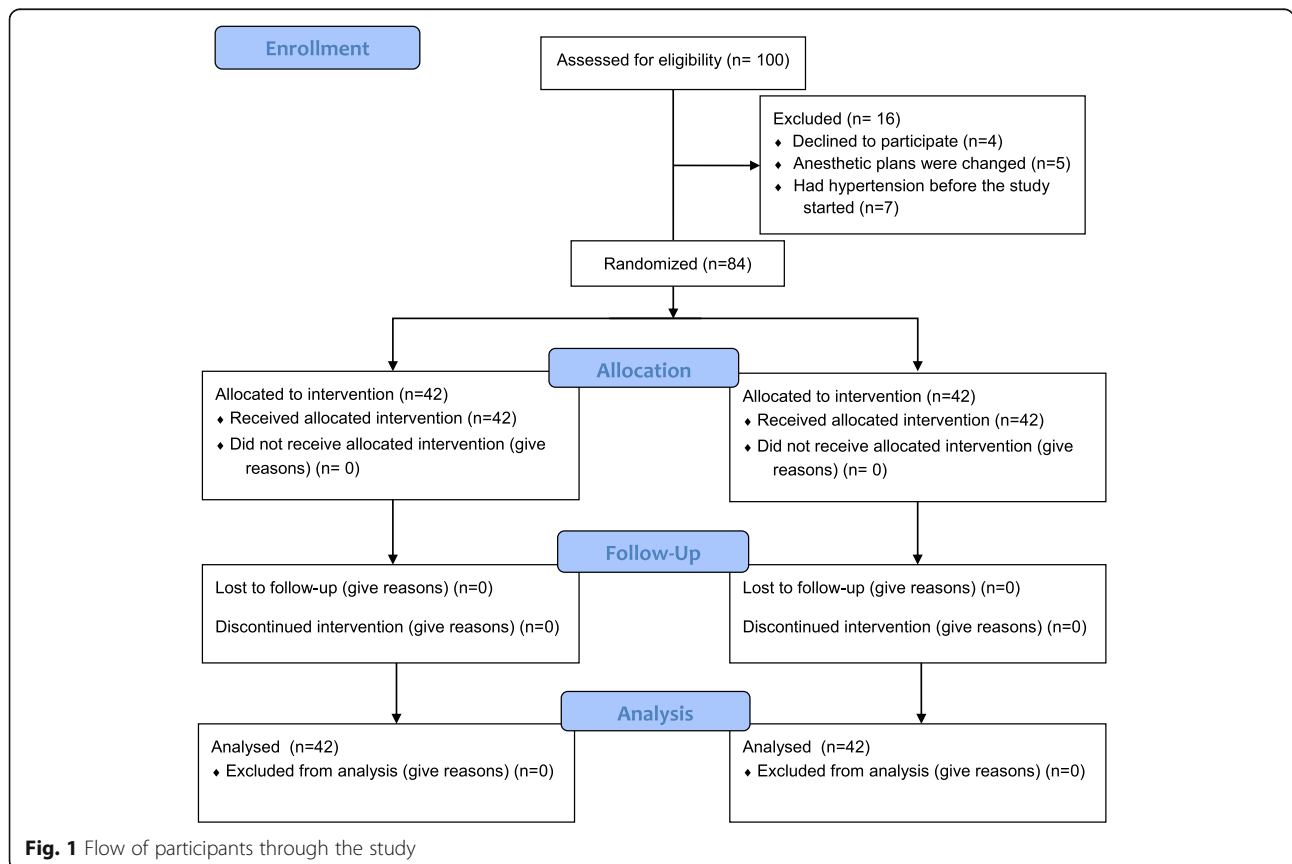 Enrollment
Assessed for eligibility (n= 100)
Excluded (n= 16)
♦ Declined to participate (n=4)
♦ Anesthetic plans were changed (n=5)
♦ Had hypertension before the study
started (n=7)
Randomized (n=84)
Allocation
Allocated to intervention (n=42)
♦ Received allocated intervention (n=42)
♦ Did not receive allocated intervention (give
reasons) (n= 0)
Allocated to intervention (n=42)
♦ Received allocated intervention (n=42)
♦ Did not receive allocated intervention (give
reasons) (n= 0)
Follow-Up
Lost to follow-up (give reasons) (n=0)
Discontinued intervention (give reasons) (n=0)
Lost to follow-up (give reasons) (n=0)
Discontinued intervention (give reasons) (n=0)
Analysis
Analysed (n=42)
♦ Excluded from analysis (give reasons) (n=0)
Analysed (n=42)
♦ Excluded from analysis (give reasons) (n=0)
Fig. 1 Flow of participants through the study